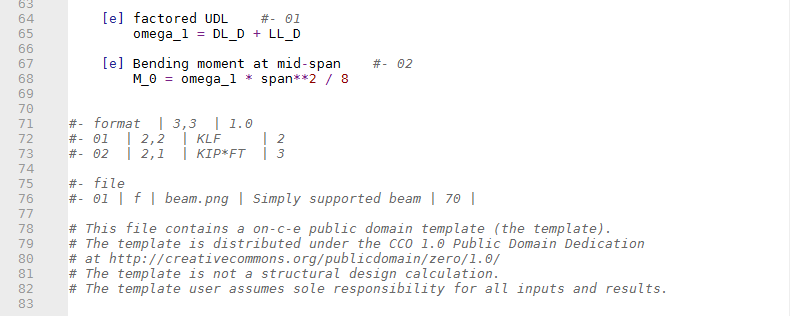 63
64 [e] factored UDL #- 01
65 omega_1 = DL_D + LL_D
66
67 [e] Bending moment at mid-span #- 02
68 M_0 = omega_1 * span**2 / 8
69
70
71 #- format | 3,3 | 1.0
72 #- 01 | 2,2 | KLF | 2
73 #- 02 | 2,1 | KIP*FT | 3
74
75 #- file
76 #- 01 | f | beam.png | Simply supported beam | 70 |
77
78 # This file contains a on-c-e public domain template (the template).
79 # The template is distributed under the CCO 1.0 Public Domain Dedication
80 # at http://creativecommons.org/publicdomain/zero/1.0/
81 # The template is not a structural design calculation.
82 # The template user assumes sole responsibility for all inputs and results.
83